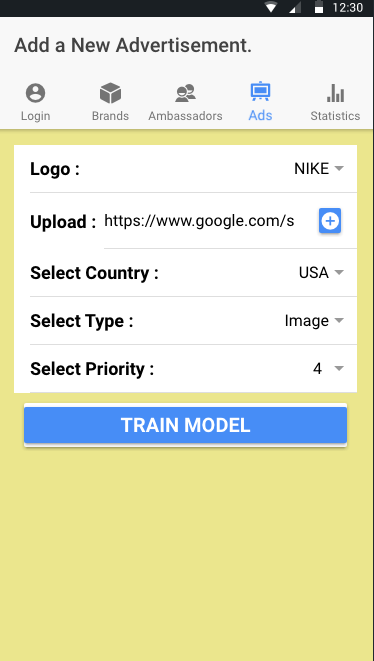 12:30
Add a New Advertisement.
Login Brands Ambassadors Ads Statistics
Logo : NIKE
Upload : https://www.google.com/s
Select Country : USA
Select Type : Image
Select Priority : 4
TRAIN MODEL